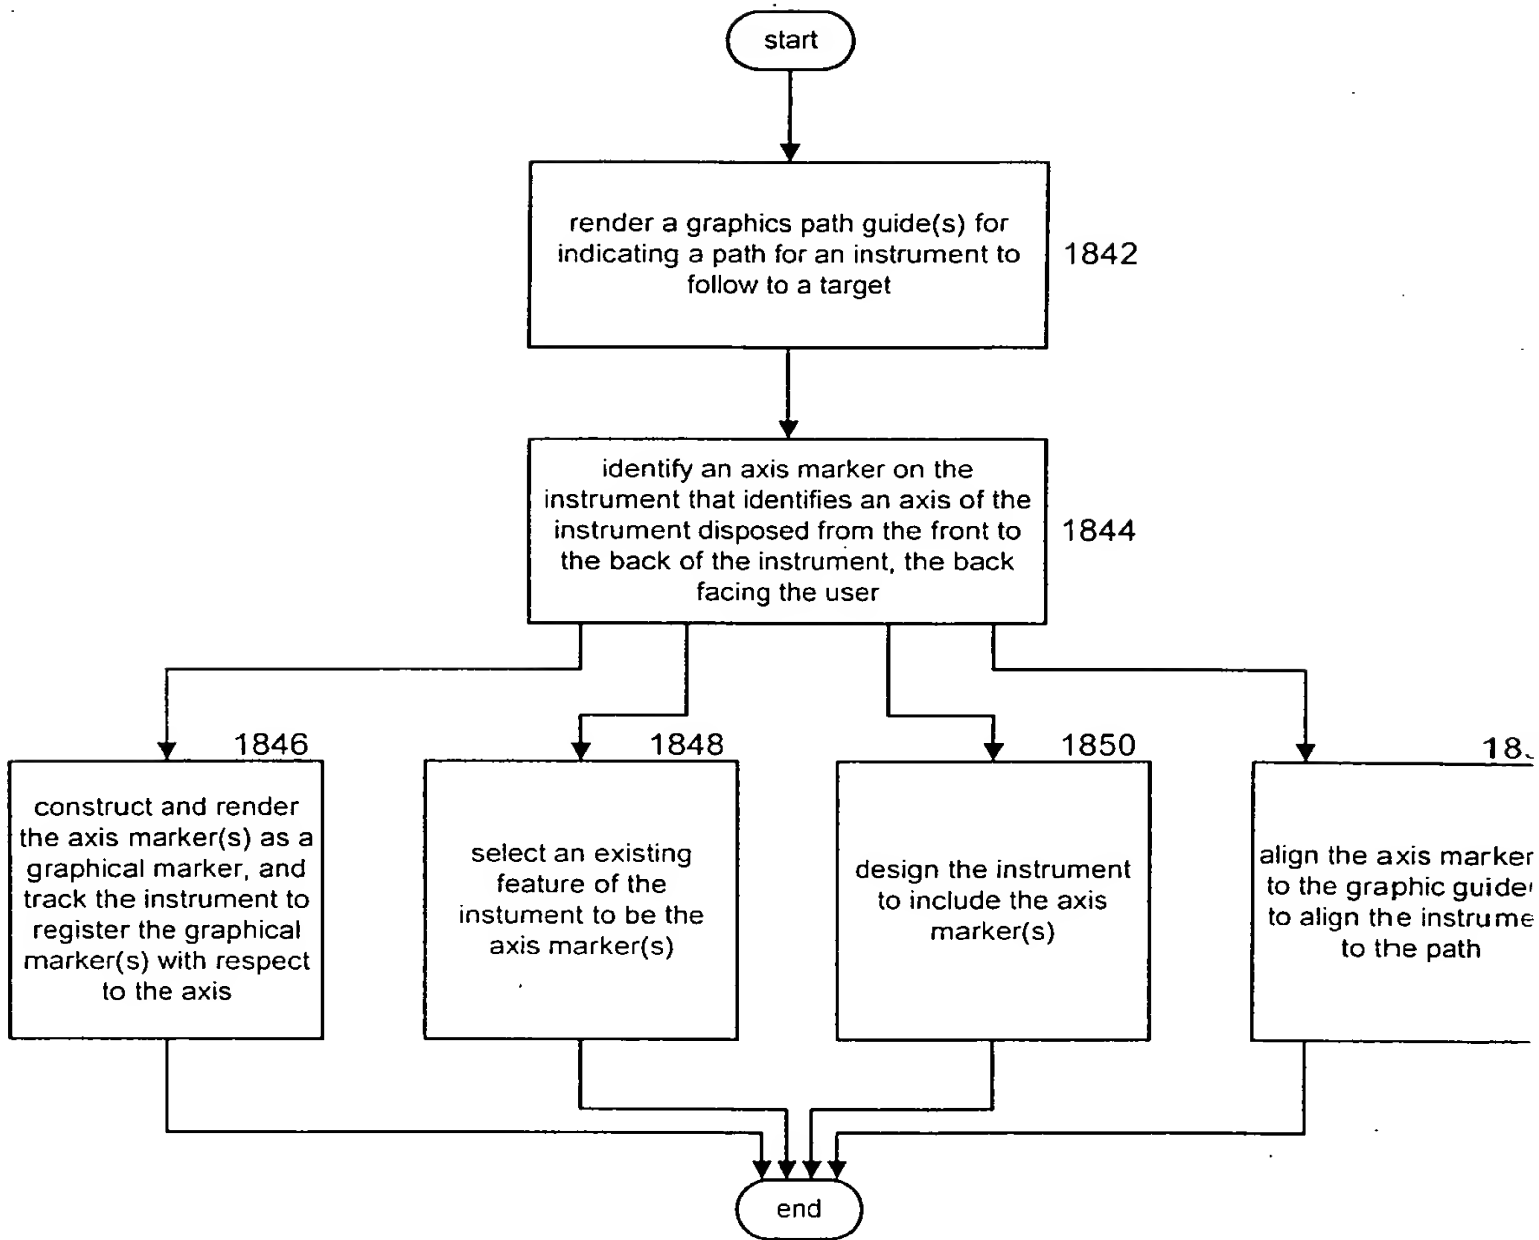 start
render a graphics path guide(s) for
indicating a path for an instrument to
follow to a target
1842
identify an axis marker on the
instrument that identifies an axis of the
instrument disposed from the front to
the back of the instrument, the back
facing the user
1844
1846
construct and render
the axis marker(s) as a
graphical marker, and
track the instrument to
register the graphical
marker(s) with respect
to the axis
1848
select an existing
feature of the
instument to be the
axis marker(s)
1850
design the instrument
to include the axis
marker(s)
align the axis marker
to the graphic
to align the
to the path
end